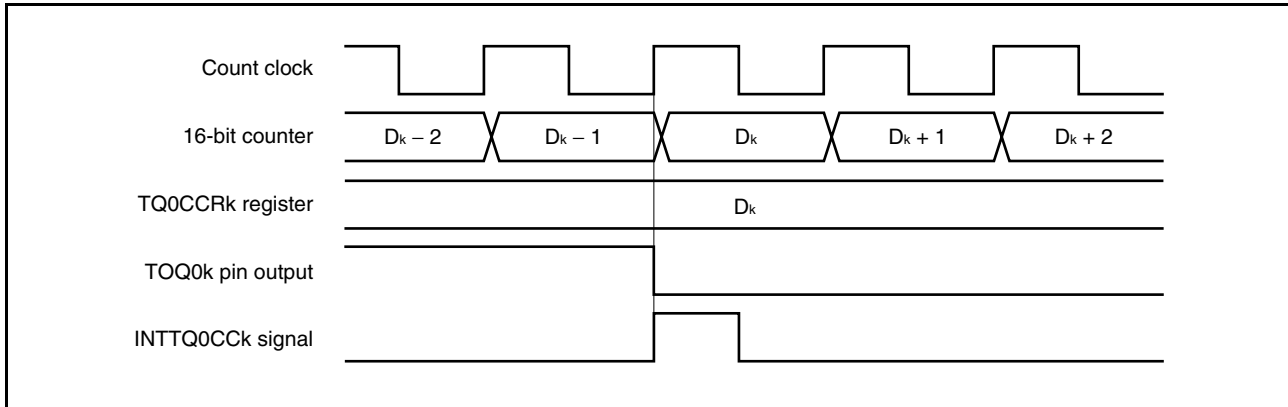 Count clock
16-bit counter Dk − 2 Dk − 1 Dk Dk + 1 Dk + 2
TQ0CCRk register Dk
TOQ0k pin output
INTTQ0CCk signal